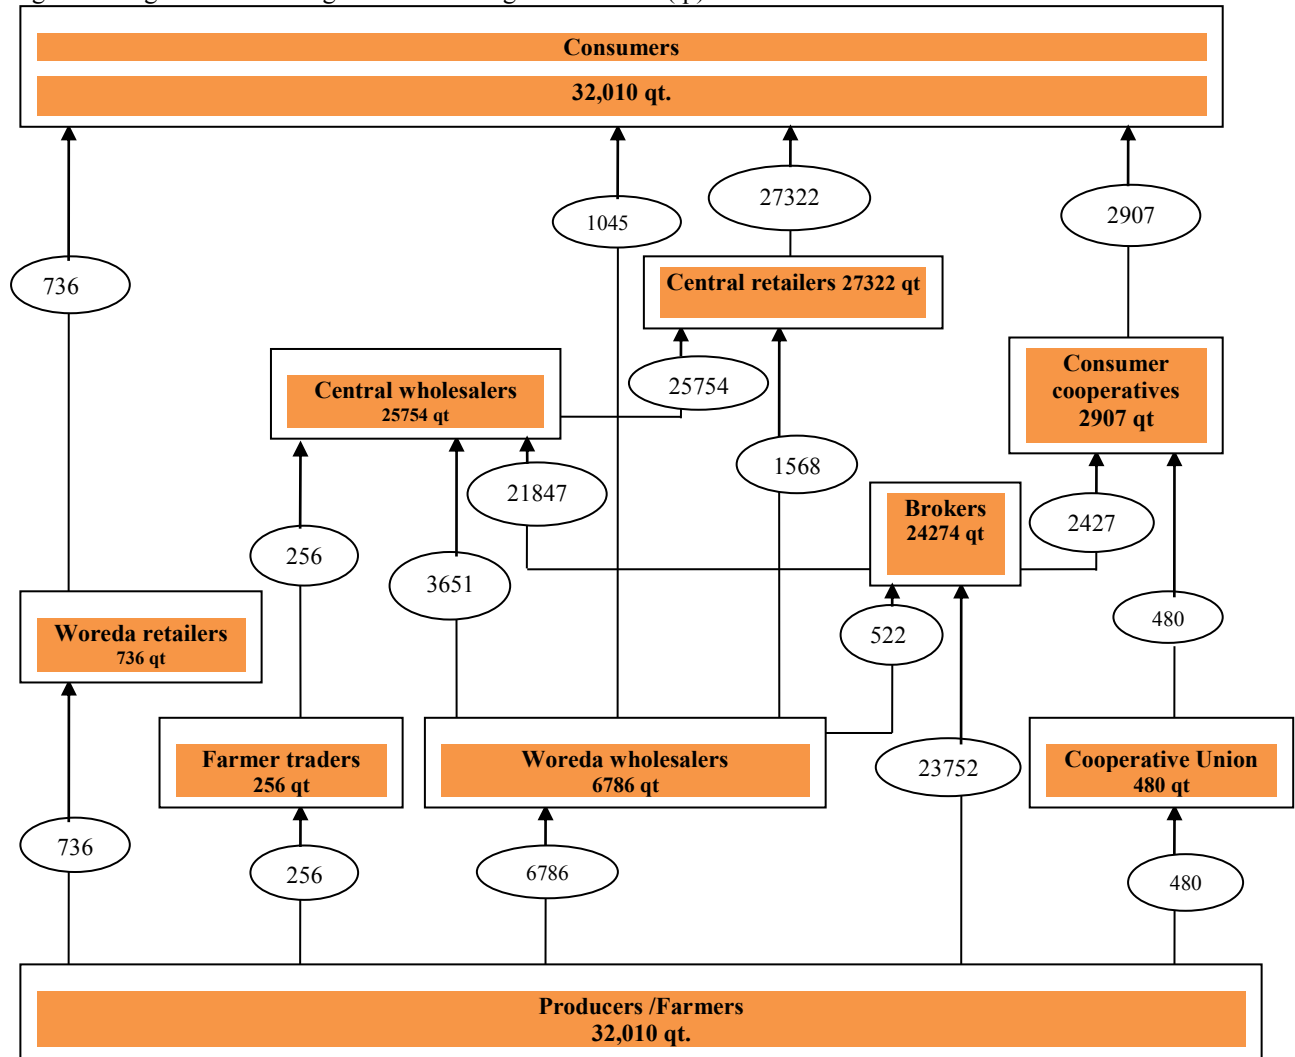 Consumers
32,010 qt.
27322
1045
2907
736
Central retailers 27322 qt
Consumer
cooperatives
2907 qt
25754
Central wholesalers
25754 qt
1568
21847
Brokers
24274 qt
2427
256
3651
480
522
Woreda retailers
736 qt
Farmer traders
256 qt
Woreda wholesalers
6786 qt
23752
Cooperative Union
480 qt
736
256
6786
480
Producers /Farmers
32,010 qt.